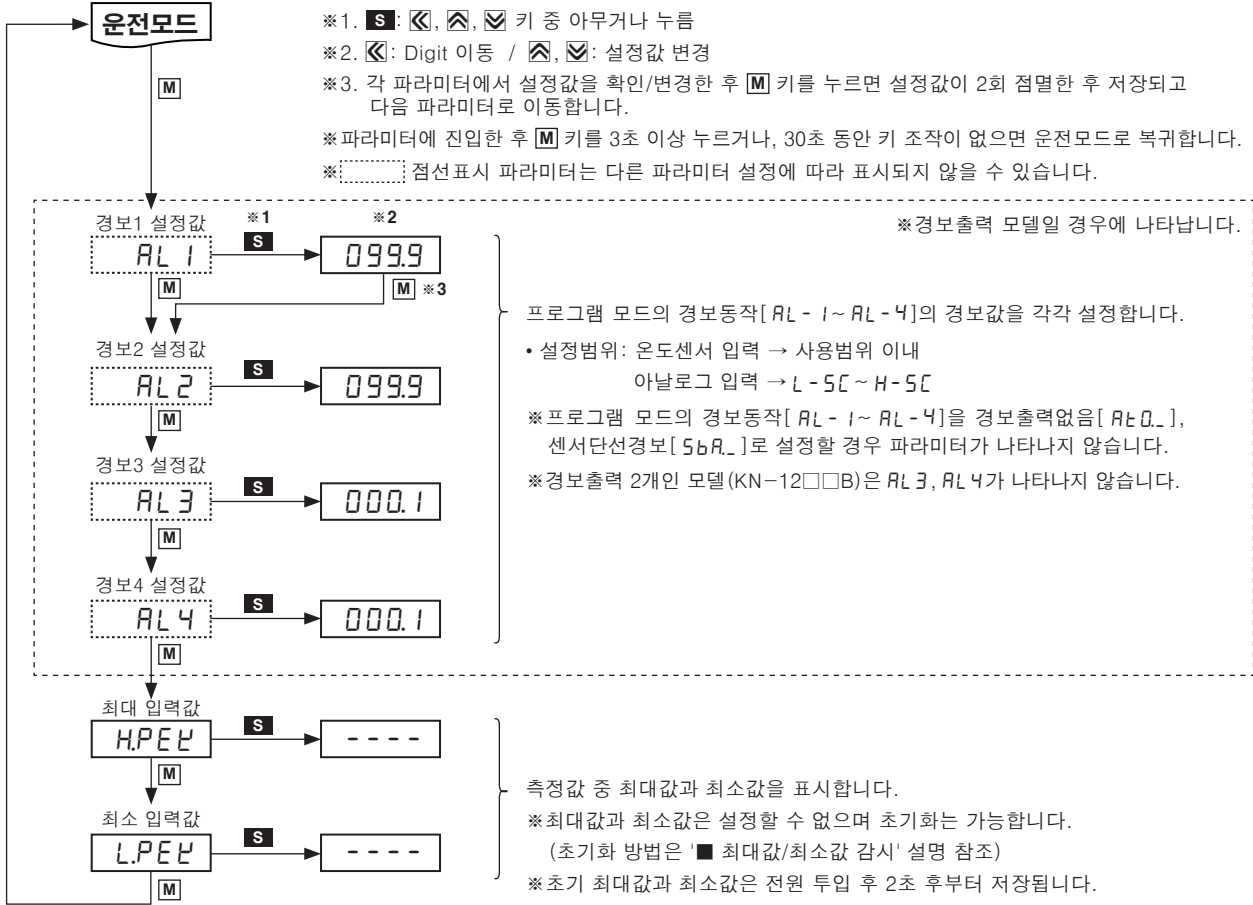 운전모드
※1. S: ≪, ︽, ︾ 키 중 아무거나 누름
※2. ≪: Digit 이동 / ︽, ︾: 설정값 변경
※3. 각 파라미터에서 설정값을 확인/변경한 후 M 키를 누르면 설정값이 2회 점멸한 후 저장되고
다음 파라미터로 이동합니다.
※파라미터에 진입한 후 M 키를 3초 이상 누르거나, 30초 동안 키 조작이 없으면 운전모드로 복귀합니다.
※ 점선표시 파라미터는 다른 파라미터 설정에 따라 표시되지 않을 수 있습니다.
M
※경보출력 모델일 경우에 나타납니다.
경보1 설정값
※1
※2
AL 1
S
099.9
M
M ※3
경보2 설정값
AL2
S
099.9
M
경보3 설정값
AL3
S
000.1
M
경보4 설정값
AL4
S
000.1
M
프로그램 모드의 경보동작[AL-1~AL-4]의 경보값을 각각 설정합니다.
• 설정범위: 온도센서 입력 → 사용범위 이내
아날로그 입력 → L-SC~H-SC
※프로그램 모드의 경보동작[AL-1~AL-4]을 경보출력없음[At0._],
센서단선경보[SbA._]로 설정할 경우 파라미터가 나타나지 않습니다.
※경보출력 2개인 모델(KN-12□□B)은 AL3, AL4가 나타나지 않습니다.
최대 입력값
H.PEK
S
----
M
최소 입력값
L.PEK
S
----
M
측정값 중 최대값과 최소값을 표시합니다.
※최대값과 최소값은 설정할 수 없으며 초기화는 가능합니다.
(초기화 방법은 '■ 최대값/최소값 감시' 설명 참조)
※초기 최대값과 최소값은 전원 투입 후 2초 후부터 저장됩니다.